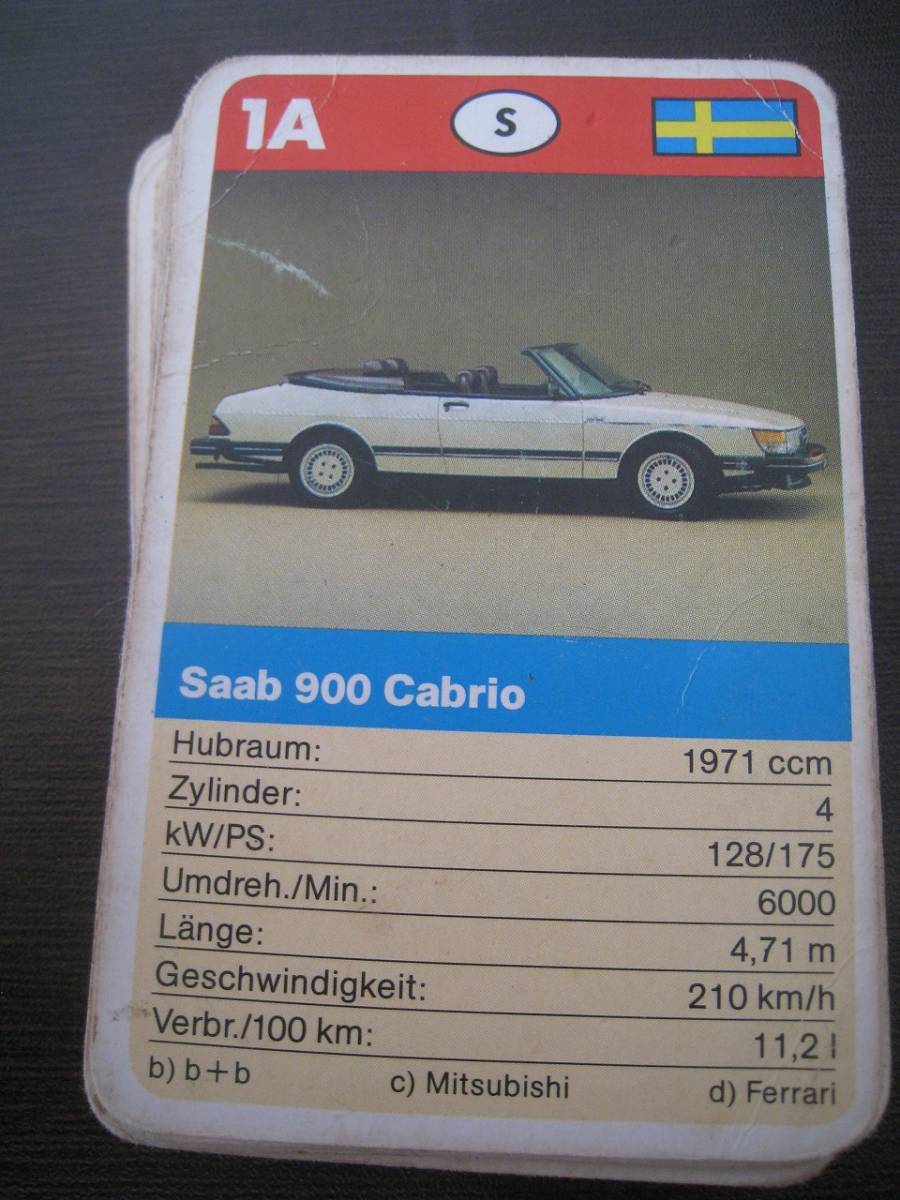 1A S
Saab 900 Cabrio
Hubraum: 1971 ccm
Zylinder: 4
kW/PS: 128/175
Umdreh./Min.: 6000
Länge: 4,71 m
Geschwindigkeit: 210 km/h
Verbr./100 km: 11,2 l
b) b+b c) Mitsubishi d) Ferrari